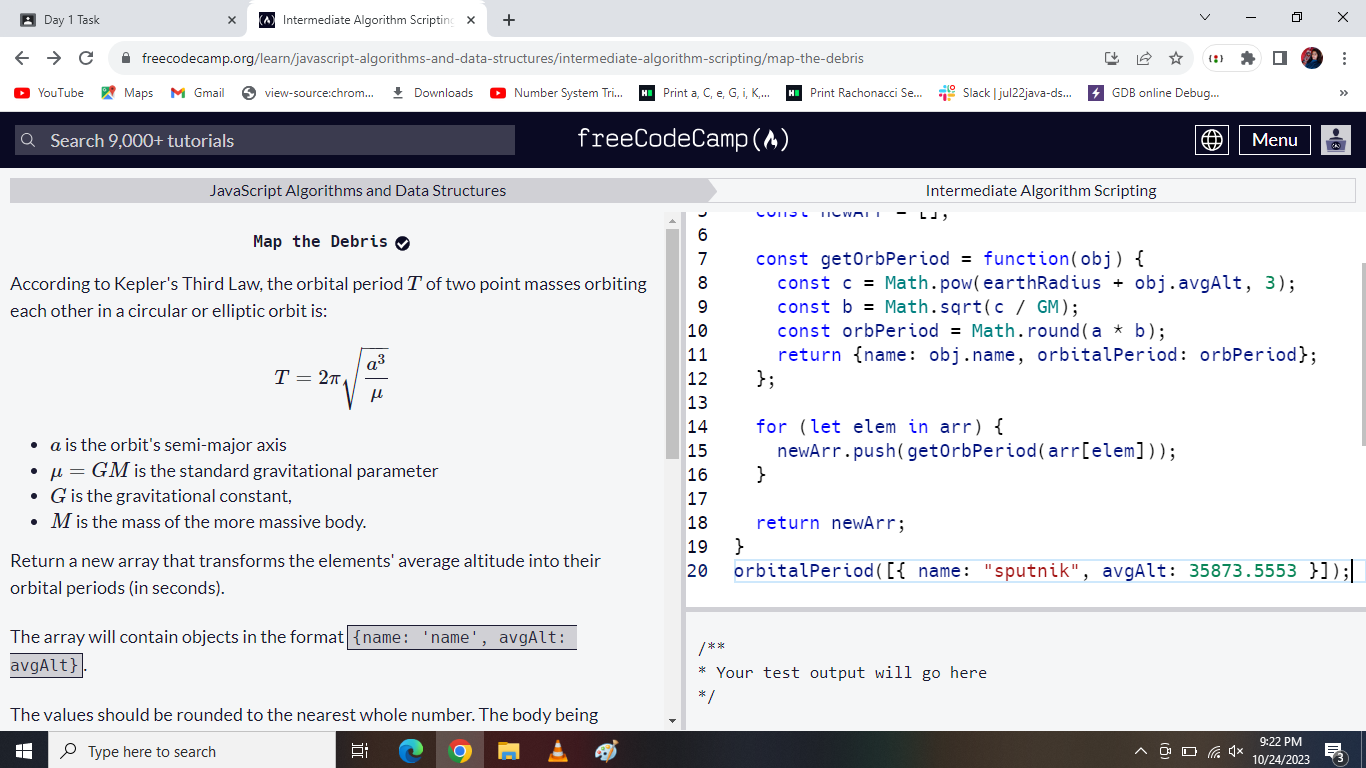 Day 1 Task
Intermediate Algorithm Scripting
freecodecamp.org/learn/javascript-algorithms-and-data-structures/intermediate-algorithm-scripting/map-the-debris
YouTube Maps Gmail view-source:chrom... Downloads Number System Tri... Print a, C, e, G, i, K,... Print Rachonacci Se... Slack | jul22java-ds... GDB online Debug... »
Search 9,000+ tutorials
freeCodeCamp
Menu
JavaScript Algorithms and Data Structures
Intermediate Algorithm Scripting
Map the Debris
According to Kepler's Third Law, the orbital period T of two point masses orbiting
each other in a circular or elliptic orbit is:
T = 2π√(a³/μ)
• a is the orbit's semi-major axis
• μ = GM is the standard gravitational parameter
• G is the gravitational constant,
• M is the mass of the more massive body.
Return a new array that transforms the elements' average altitude into their
orbital periods (in seconds).
The array will contain objects in the format {name: 'name', avgAlt:
avgAlt}.
The values should be rounded to the nearest whole number. The body being
5 const newArr = [];
6
7 const getOrbPeriod = function(obj) {
8 const c = Math.pow(earthRadius + obj.avgAlt, 3);
9 const b = Math.sqrt(c / GM);
10 const orbPeriod = Math.round(a * b);
11 return {name: obj.name, orbitalPeriod: orbPeriod};
12 };
13
14 for (let elem in arr) {
15 newArr.push(getOrbPeriod(arr[elem]));
16 }
17
18 return newArr;
19 }
20 orbitalPeriod([{ name: "sputnik", avgAlt: 35873.5553 }]);
/**
* Your test output will go here
*/
Type here to search
9:22 PM
10/24/2023
3